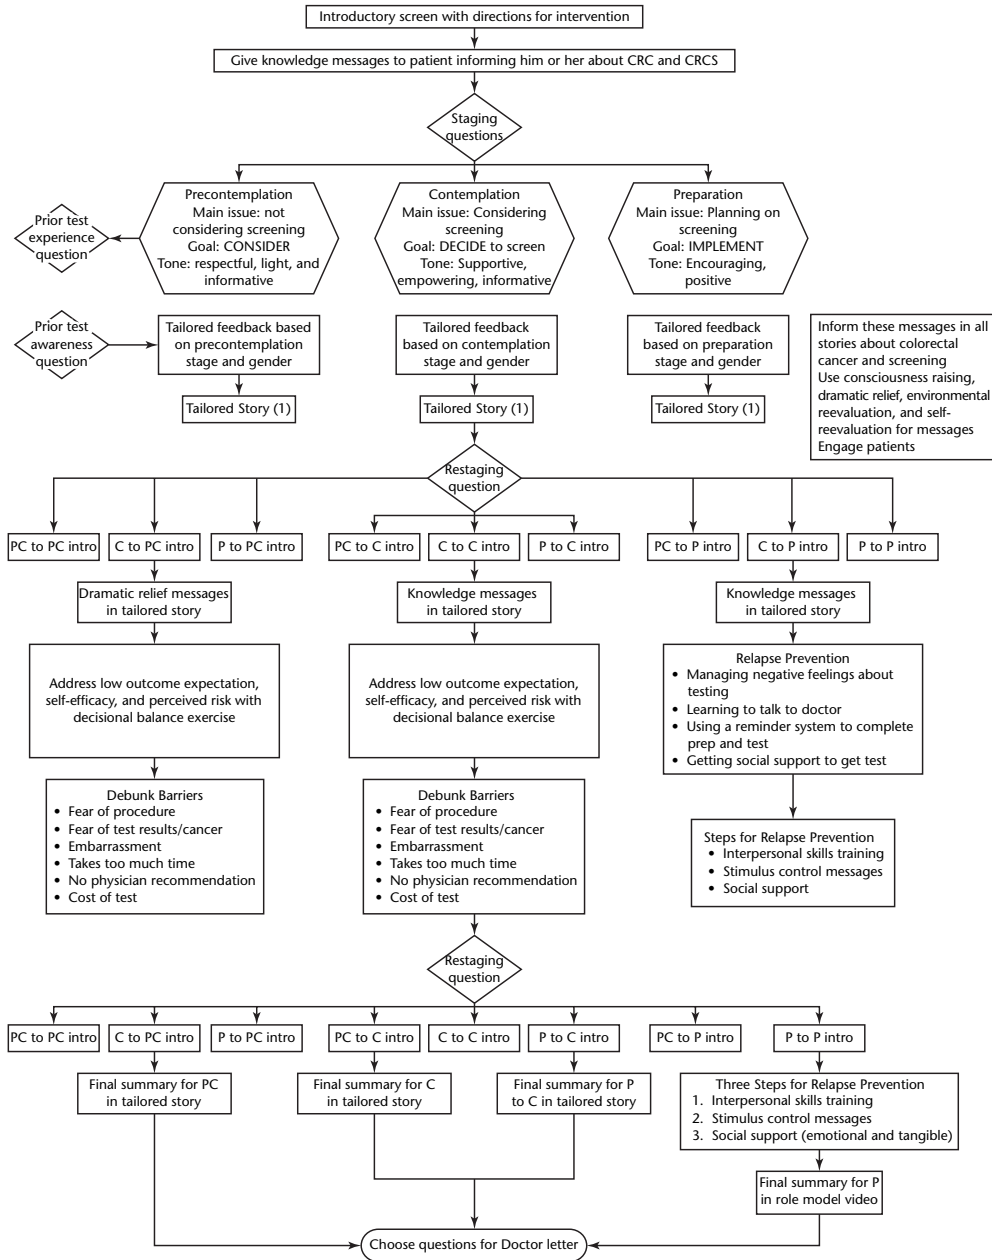 Introductory screen with directions for intervention
Give knowledge messages to patient informing him or her about CRC and CRCS
Staging
questions
Prior test
experience
question
Precontemplation
Main issue: not
considering screening
Goal: CONSIDER
Tone: respectful, light, and
informative
Contemplation
Main issue: Considering
screening
Goal: DECIDE to screen
Tone: Supportive,
empowering, informative
Preparation
Main issue: Planning on
screening
Goal: IMPLEMENT
Tone: Encouraging,
positive
Prior test
awareness
question
Tailored feedback based
on precontemplation
stage and gender
Tailored feedback
based on contemplation
stage and gender
Tailored feedback
based on preparation
stage and gender
Inform these messages in all
stories about colorectal
cancer and screening
Use consciousness raising,
dramatic relief, environmental
reevaluation, and self-
reevaluation for messages
Engage patients
Tailored Story (1)
Tailored Story (1)
Tailored Story (1)
Restaging
question
PC to PC intro
C to PC intro
P to PC intro
PC to C intro
C to C intro
P to C intro
PC to P intro
C to P intro
P to P intro
Dramatic relief messages
in tailored story
Knowledge messages
in tailored story
Knowledge messages
in tailored story
Address low outcome expectation,
self-efficacy, and perceived risk with
decisional balance exercise
Address low outcome expectation,
self-efficacy, and perceived risk with
decisional balance exercise
Relapse Prevention
• Managing negative feelings about
testing
• Learning to talk to doctor
• Using a reminder system to complete
prep and test
• Getting social support to get test
Debunk Barriers
• Fear of procedure
• Fear of test results/cancer
• Embarrassment
• Takes too much time
• No physician recommendation
• Cost of test
Debunk Barriers
• Fear of procedure
• Fear of test results/cancer
• Embarrassment
• Takes too much time
• No physician recommendation
• Cost of test
Steps for Relapse Prevention
• Interpersonal skills training
• Stimulus control messages
• Social support
Restaging
question
PC to PC intro
C to PC intro
P to PC intro
PC to C intro
C to C intro
P to C intro
PC to P intro
P to P intro
Final summary for PC
in tailored story
Final summary for C
in tailored story
Final summary for P
to C in tailored story
Three Steps for Relapse Prevention
1. Interpersonal skills training
2. Stimulus control messages
3. Social support (emotional and tangible)
Final summary for P
in role model video
Choose questions for Doctor letter